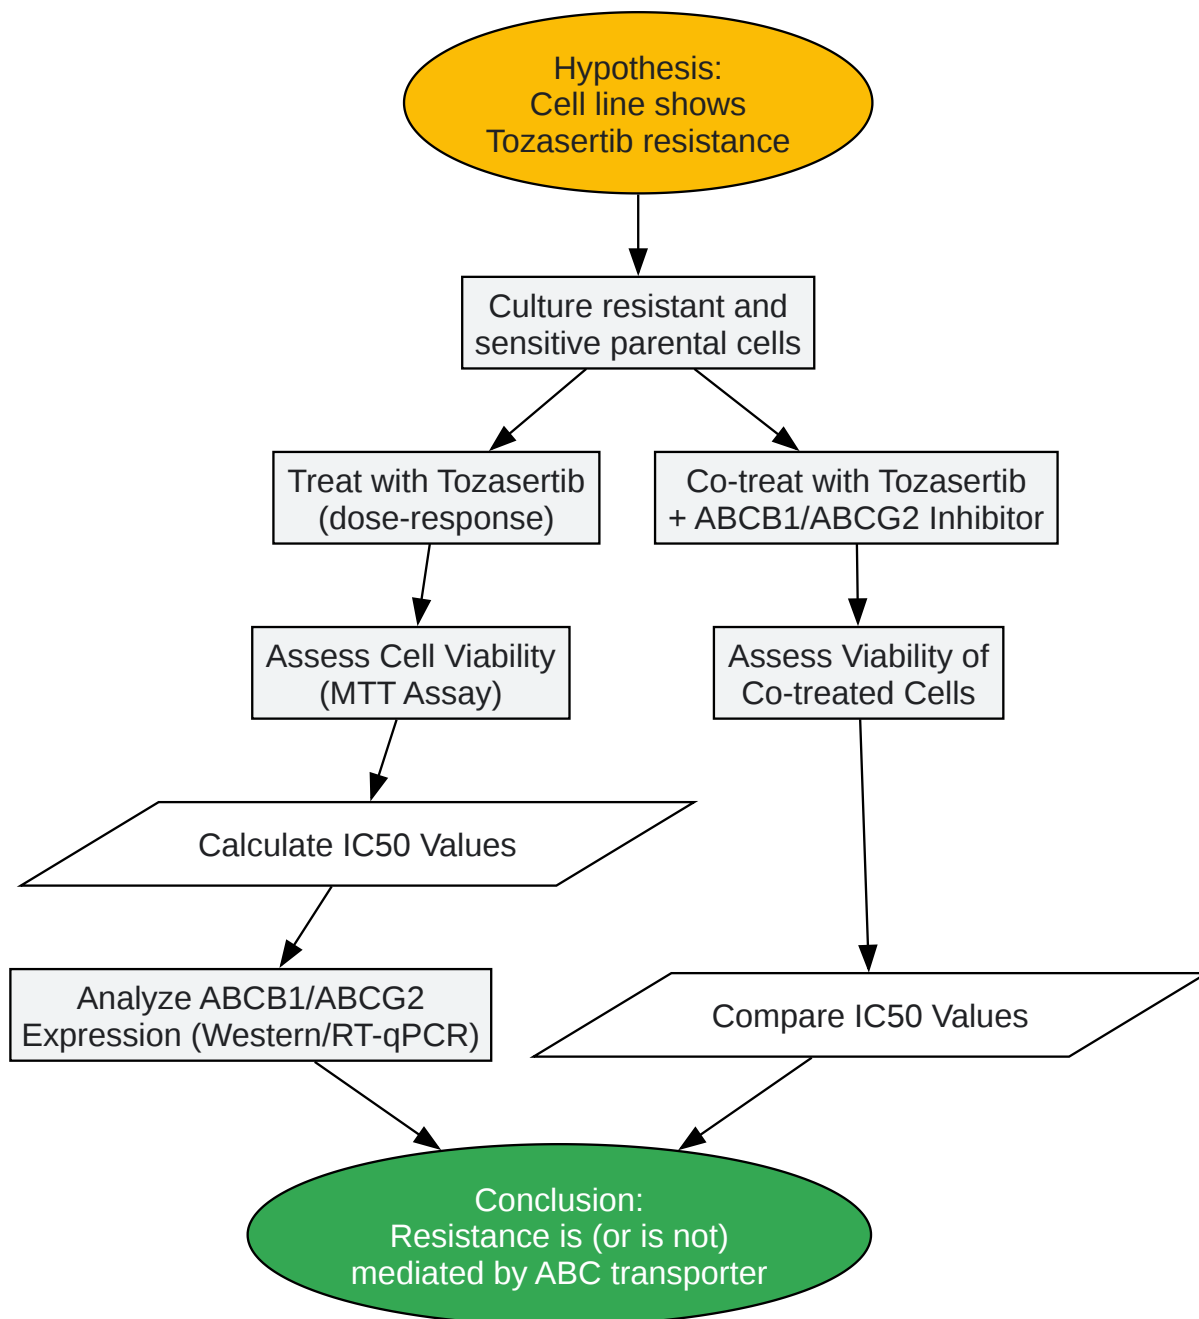 Hypothesis:
Cell line shows
Tozasertib resistance
Culture resistant and
sensitive parental cells
Treat with Tozasertib
(dose-response)
Co-treat with Tozasertib
+ ABCB1/ABCG2 Inhibitor
Assess Cell Viability
(MTT Assay)
Assess Viability of
Co-treated Cells
Calculate IC50 Values
Analyze ABCB1/ABCG2
Expression (Western/RT-qPCR)
Compare IC50 Values
Conclusion:
Resistance is (or is not)
mediated by ABC transporter